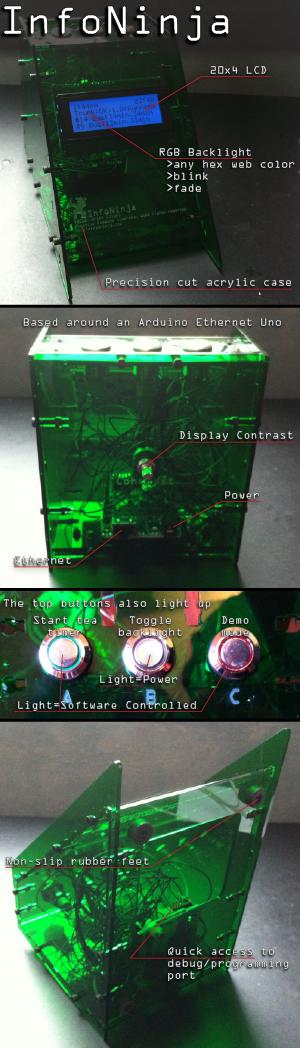 InfoNinja
20x4 LCD
RGB Backlight
>any hex web color
>blink
>fade
InfoNinja
Precision cut acrylic case
Based around an Arduino Ethernet Uno
Display Contrast
Contrast
Power
Ethernet
The top buttons also light up
Start tea timer
Toggle backlight
Demo mode
A B C
Light=Power
Light=Software Controlled
Non-slip rubber feet
Quick access to
debug/programming
port